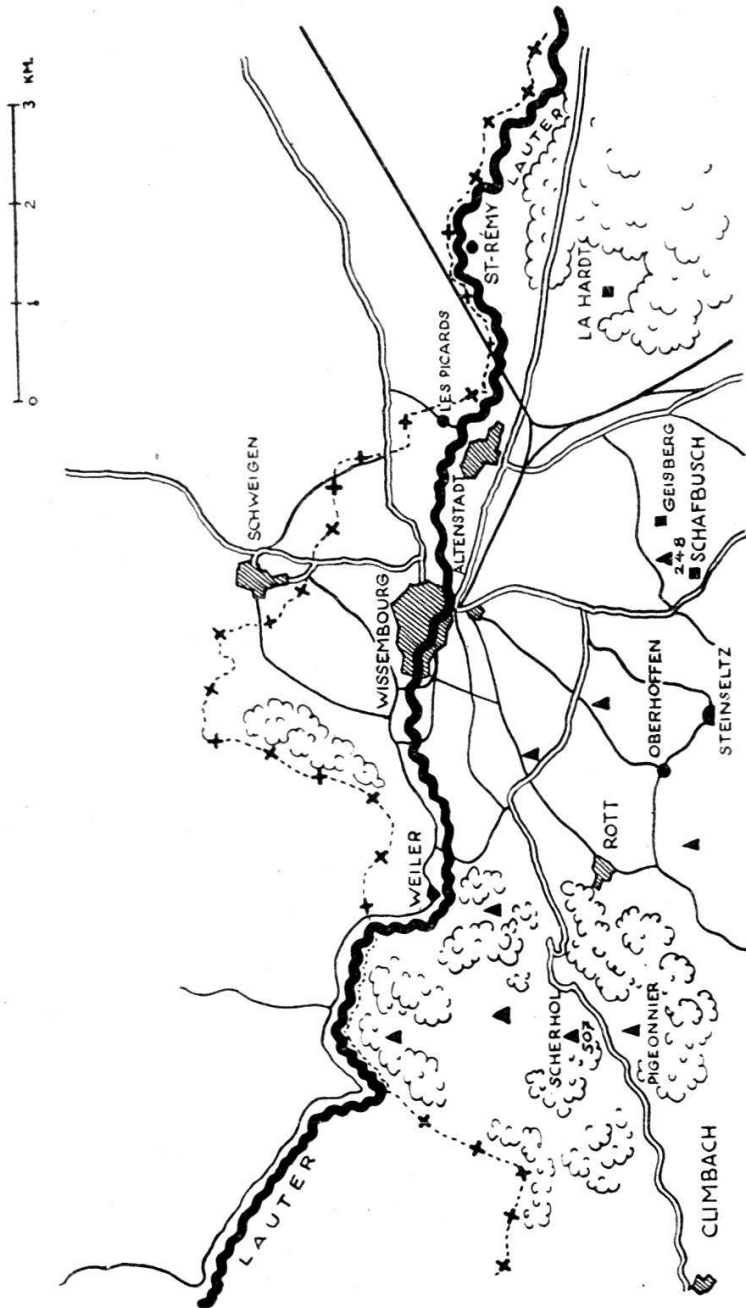 LAUTER
SCHWEIGEN
WEILER
WISSEMBOURG
LES PICARDS
ALTENSTADT
ST-RÉMY
LAUTER
SCHERHOL
507
PIGEONNIER
CLIMBACH
ROTT
OBERHOFFEN
STEINSELTZ
GEISBERG
248
SCHAFBUSCH
LA HARDT
0 1 2 3 KM.